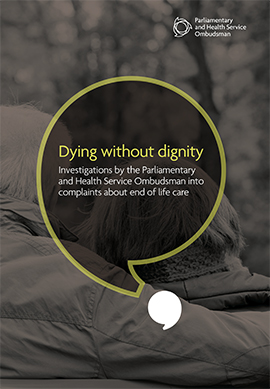 Parliamentary
and Health Service
Ombudsman
Dying without dignity
Investigations by the Parliamentary
and Health Service Ombudsman into
complaints about end of life care